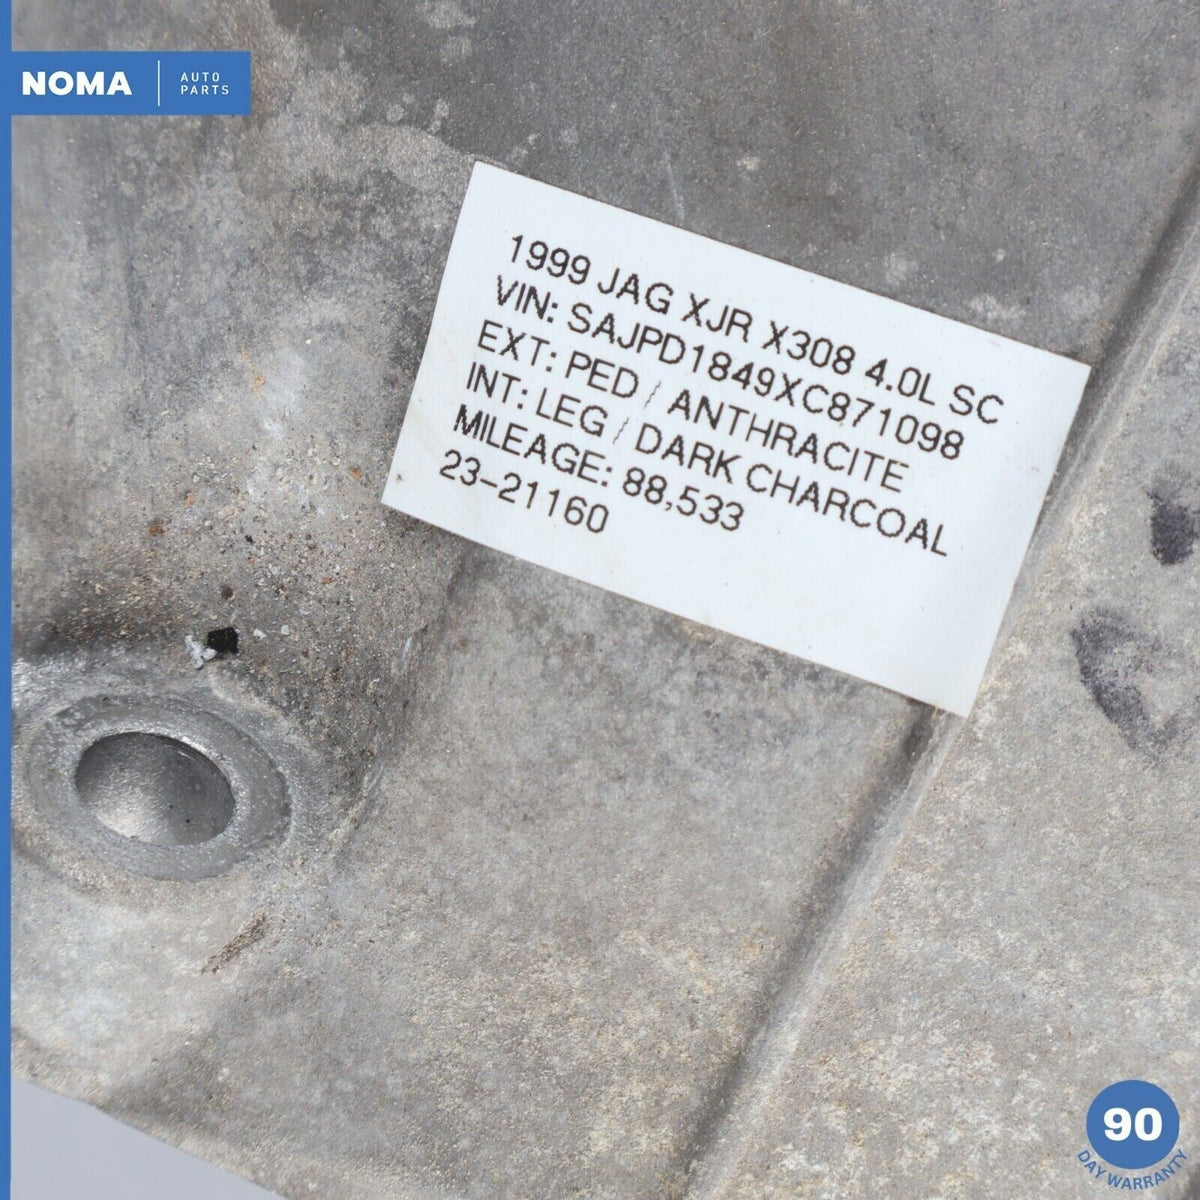 NOMA
AUTO
PARTS
1999 JAG XJR X308 4.0L SC
VIN: SAJPD1849XC871098
EXT: PED / ANTHRACITE
INT: LEG / DARK CHARCOAL
MILEAGE: 88,533
23-21160
90
DAY WARRANTY